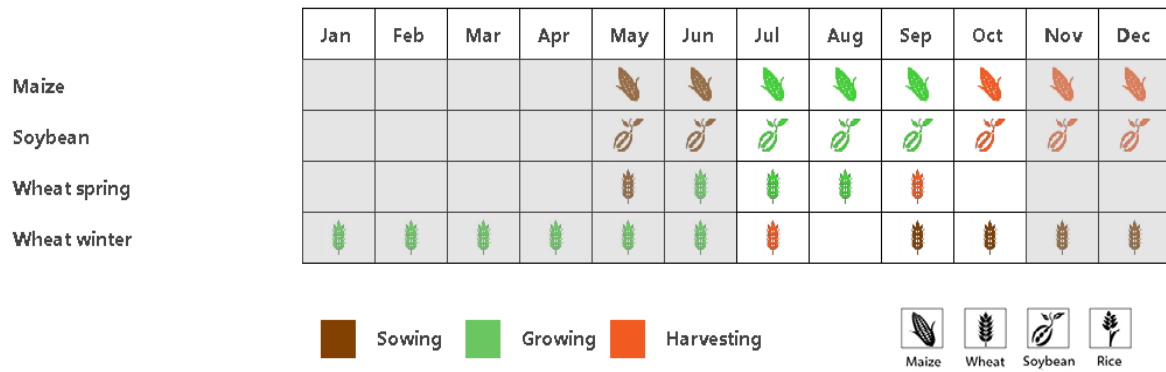 Jan Feb Mar Apr May Jun Jul Aug Sep Oct Nov Dec
Maize
Soybean
Wheat spring
Wheat winter
Sowing Growing Harvesting
Maize Wheat Soybean Rice